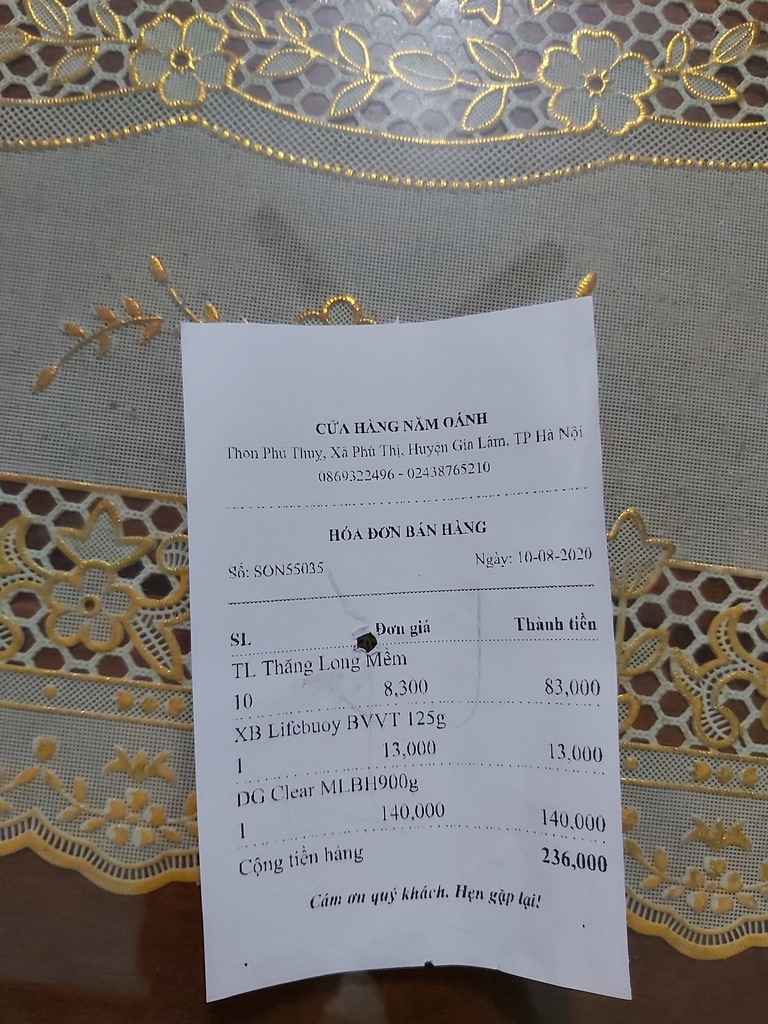 CỬA HÀNG NĂM OÁNH
Thôn Phú Thụy, Xã Phú Thị, Huyện Gia Lâm, TP Hà Nội
0869322496 - 02438765210
HÓA ĐƠN BÁN HÀNG
Số: SON55035 Ngày: 10-08-2020
SL Đơn giá Thành tiền
TL Thăng Long Mềm
10 8,300 83,000
XB Lifebuoy BVVT 125g
1 13,000 13,000
DG Clear MLBH900g
1 140,000 140,000
Cộng tiền hàng 236,000
Cám ơn quý khách. Hẹn gặp lại!